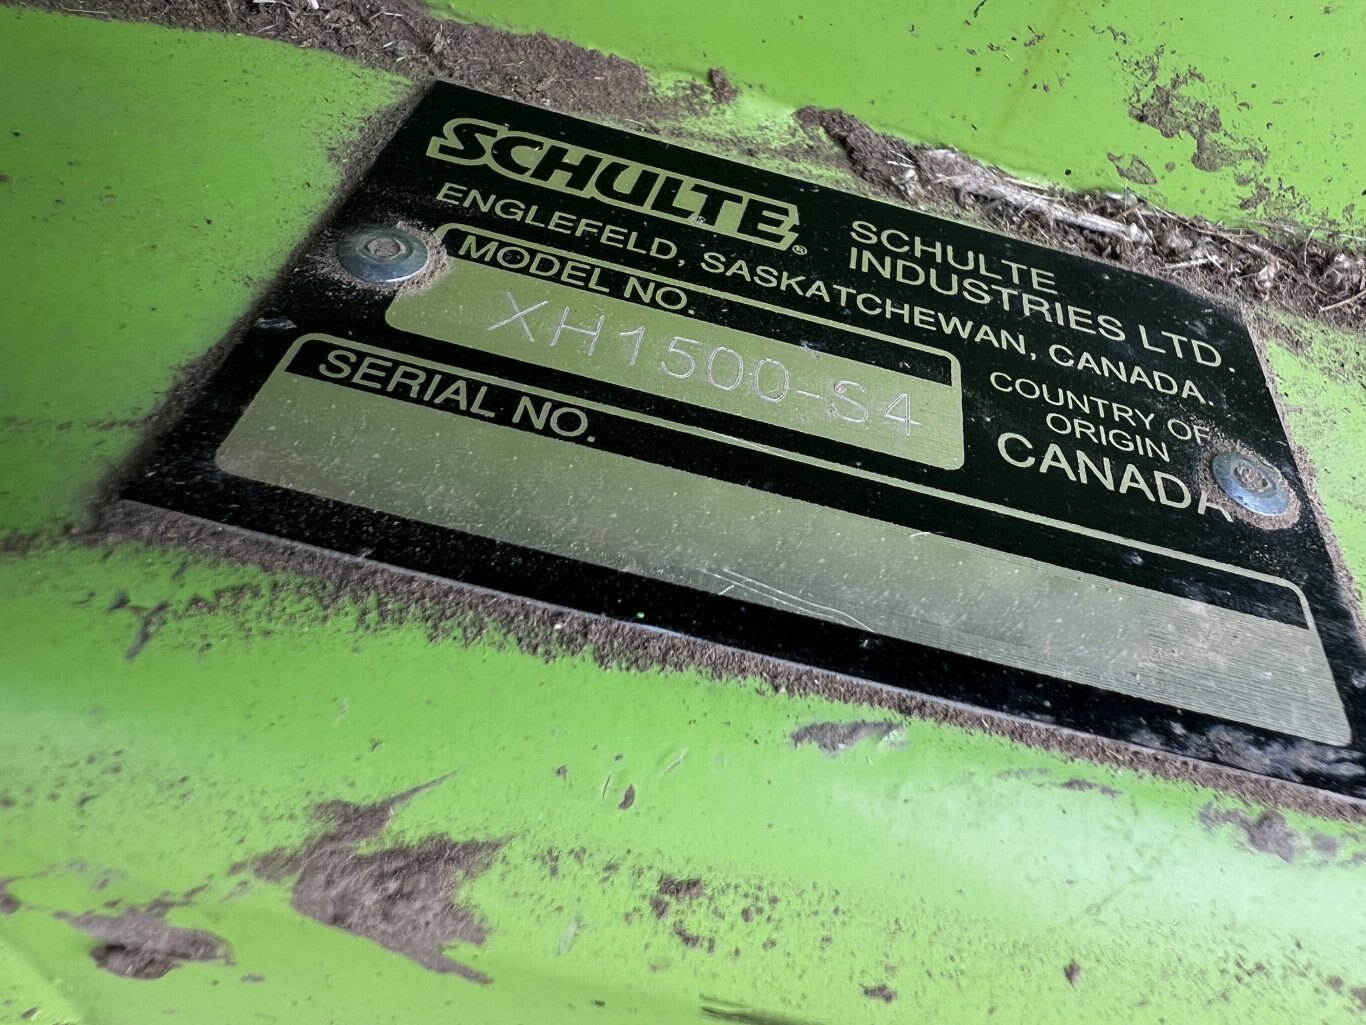 SCHULTE®
SCHULTE
INDUSTRIES LTD.
ENGLEFELD, SASKATCHEWAN, CANADA.
MODEL NO.
XH1500-S4
COUNTRY OF
ORIGIN
CANADA
SERIAL NO.